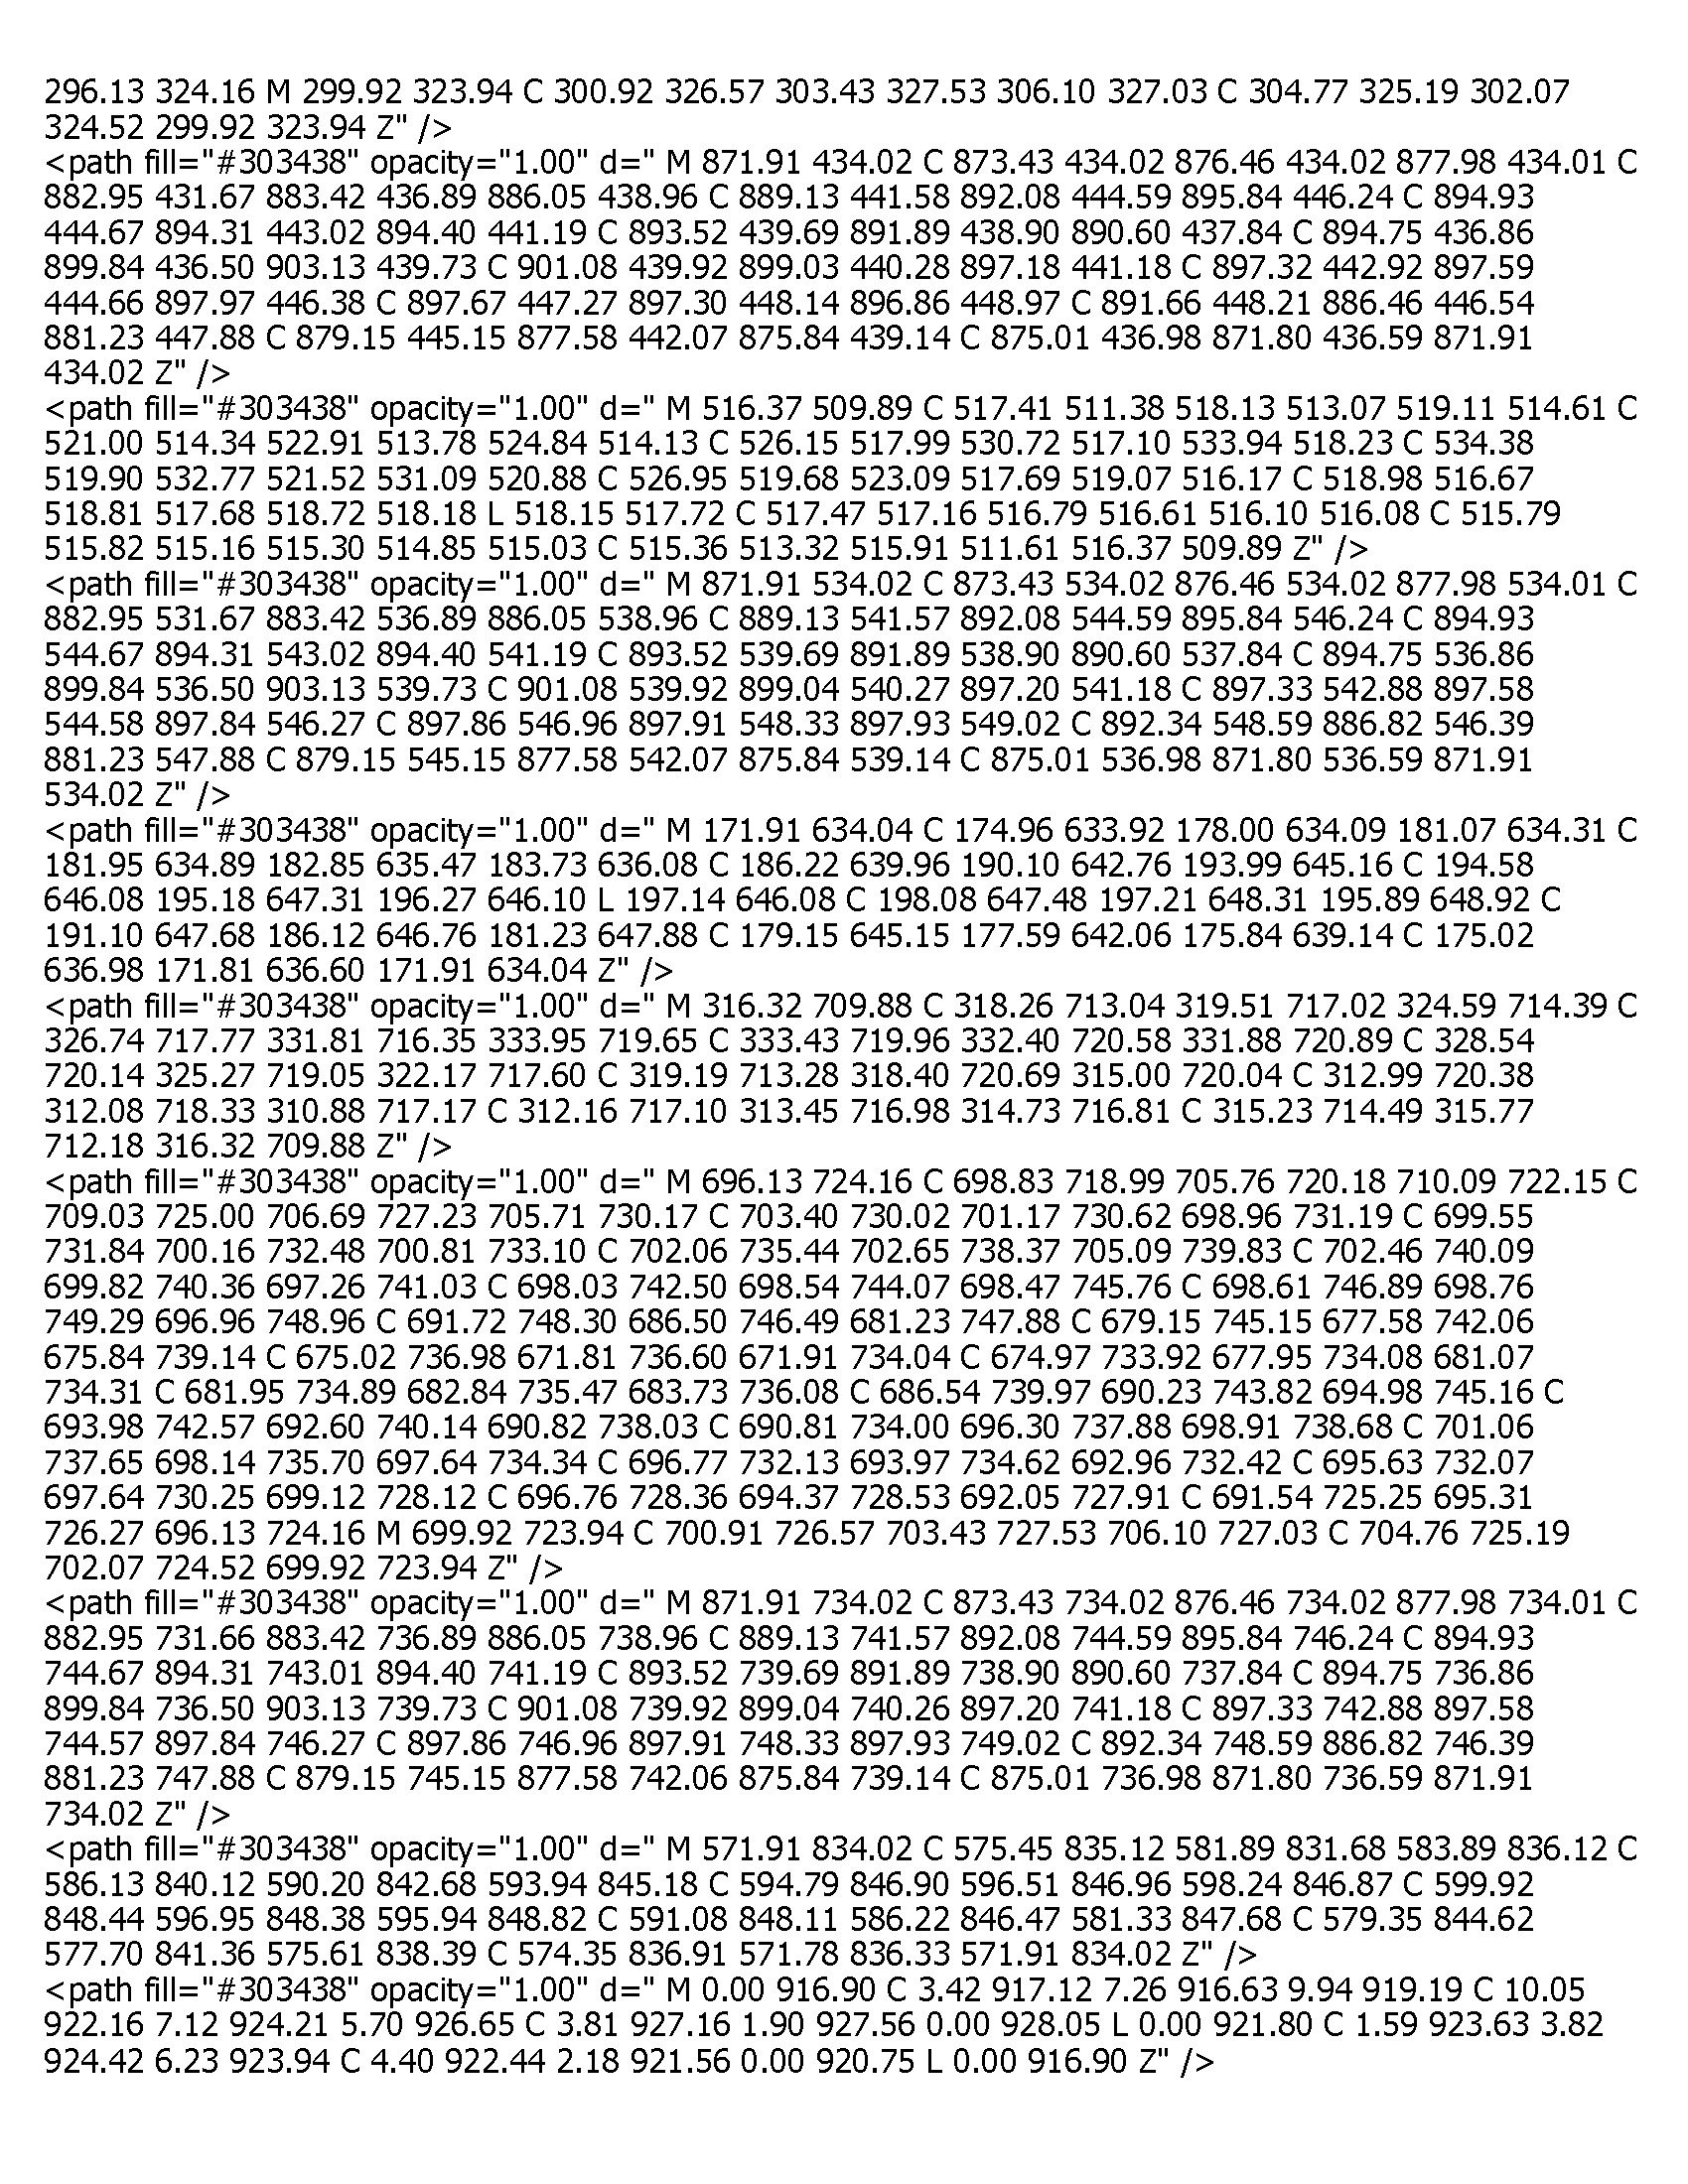 296.13 324.16 M 299.92 323.94 C 300.92 326.57 303.43 327.53 306.10 327.03 C 304.77 325.19 302.07
324.52 299.92 323.94 Z" />
<path fill="#303438" opacity="1.00" d=" M 871.91 434.02 C 873.43 434.02 876.46 434.02 877.98 434.01 C
882.95 431.67 883.42 436.89 886.05 438.96 C 889.13 441.58 892.08 444.59 895.84 446.24 C 894.93
444.67 894.31 443.02 894.40 441.19 C 893.52 439.69 891.89 438.90 890.60 437.84 C 894.75 436.86
899.84 436.50 903.13 439.73 C 901.08 439.92 899.03 440.28 897.18 441.18 C 897.32 442.92 897.59
444.66 897.97 446.38 C 897.67 447.27 897.30 448.14 896.86 448.97 C 891.66 448.21 886.46 446.54
881.23 447.88 C 879.15 445.15 877.58 442.07 875.84 439.14 C 875.01 436.98 871.80 436.59 871.91
434.02 Z" />
<path fill="#303438" opacity="1.00" d=" M 516.37 509.89 C 517.41 511.38 518.13 513.07 519.11 514.61 C
521.00 514.34 522.91 513.78 524.84 514.13 C 526.15 517.99 530.72 517.10 533.94 518.23 C 534.38
519.90 532.77 521.52 531.09 520.88 C 526.95 519.68 523.09 517.69 519.07 516.17 C 518.98 516.67
518.81 517.68 518.72 518.18 L 518.15 517.72 C 517.47 517.16 516.79 516.61 516.10 516.08 C 515.79
515.82 515.16 515.30 514.85 515.03 C 515.36 513.32 515.91 511.61 516.37 509.89 Z" />
<path fill="#303438" opacity="1.00" d=" M 871.91 534.02 C 873.43 534.02 876.46 534.02 877.98 534.01 C
882.95 531.67 883.42 536.89 886.05 538.96 C 889.13 541.57 892.08 544.59 895.84 546.24 C 894.93
544.67 894.31 543.02 894.40 541.19 C 893.52 539.69 891.89 538.90 890.60 537.84 C 894.75 536.86
899.84 536.50 903.13 539.73 C 901.08 539.92 899.04 540.27 897.20 541.18 C 897.33 542.88 897.58
544.58 897.84 546.27 C 897.86 546.96 897.91 548.33 897.93 549.02 C 892.34 548.59 886.82 546.39
881.23 547.88 C 879.15 545.15 877.58 542.07 875.84 539.14 C 875.01 536.98 871.80 536.59 871.91
534.02 Z" />
<path fill="#303438" opacity="1.00" d=" M 171.91 634.04 C 174.96 633.92 178.00 634.09 181.07 634.31 C
181.95 634.89 182.85 635.47 183.73 636.08 C 186.22 639.96 190.10 642.76 193.99 645.16 C 194.58
646.08 195.18 647.31 196.27 646.10 L 197.14 646.08 C 198.08 647.48 197.21 648.31 195.89 648.92 C
191.10 647.68 186.12 646.76 181.23 647.88 C 179.15 645.15 177.59 642.06 175.84 639.14 C 175.02
636.98 171.81 636.60 171.91 634.04 Z" />
<path fill="#303438" opacity="1.00" d=" M 316.32 709.88 C 318.26 713.04 319.51 717.02 324.59 714.39 C
326.74 717.77 331.81 716.35 333.95 719.65 C 333.43 719.96 332.40 720.58 331.88 720.89 C 328.54
720.14 325.27 719.05 322.17 717.60 C 319.19 713.28 318.40 720.69 315.00 720.04 C 312.99 720.38
312.08 718.33 310.88 717.17 C 312.16 717.10 313.45 716.98 314.73 716.81 C 315.23 714.49 315.77
712.18 316.32 709.88 Z" />
<path fill="#303438" opacity="1.00" d=" M 696.13 724.16 C 698.83 718.99 705.76 720.18 710.09 722.15 C
709.03 725.00 706.69 727.23 705.71 730.17 C 703.40 730.02 701.17 730.62 698.96 731.19 C 699.55
731.84 700.16 732.48 700.81 733.10 C 702.06 735.44 702.65 738.37 705.09 739.83 C 702.46 740.09
699.82 740.36 697.26 741.03 C 698.03 742.50 698.54 744.07 698.47 745.76 C 698.61 746.89 698.76
749.29 696.96 748.96 C 691.72 748.30 686.50 746.49 681.23 747.88 C 679.15 745.15 677.58 742.06
675.84 739.14 C 675.02 736.98 671.81 736.60 671.91 734.04 C 674.97 733.92 677.95 734.08 681.07
734.31 C 681.95 734.89 682.84 735.47 683.73 736.08 C 686.54 739.97 690.23 743.82 694.98 745.16 C
693.98 742.57 692.60 740.14 690.82 738.03 C 690.81 734.00 696.30 737.88 698.91 738.68 C 701.06
737.65 698.14 735.70 697.64 734.34 C 696.77 732.13 693.97 734.62 692.96 732.42 C 695.63 732.07
697.64 730.25 699.12 728.12 C 696.76 728.36 694.37 728.53 692.05 727.91 C 691.54 725.25 695.31
726.27 696.13 724.16 M 699.92 723.94 C 700.91 726.57 703.43 727.53 706.10 727.03 C 704.76 725.19
702.07 724.52 699.92 723.94 Z" />
<path fill="#303438" opacity="1.00" d=" M 871.91 734.02 C 873.43 734.02 876.46 734.02 877.98 734.01 C
882.95 731.66 883.42 736.89 886.05 738.96 C 889.13 741.57 892.08 744.59 895.84 746.24 C 894.93
744.67 894.31 743.01 894.40 741.19 C 893.52 739.69 891.89 738.90 890.60 737.84 C 894.75 736.86
899.84 736.50 903.13 739.73 C 901.08 739.92 899.04 740.26 897.20 741.18 C 897.33 742.88 897.58
744.57 897.84 746.27 C 897.86 746.96 897.91 748.33 897.93 749.02 C 892.34 748.59 886.82 746.39
881.23 747.88 C 879.15 745.15 877.58 742.06 875.84 739.14 C 875.01 736.98 871.80 736.59 871.91
734.02 Z" />
<path fill="#303438" opacity="1.00" d=" M 571.91 834.02 C 575.45 835.12 581.89 831.68 583.89 836.12 C
586.13 840.12 590.20 842.68 593.94 845.18 C 594.79 846.90 596.51 846.96 598.24 846.87 C 599.92
848.44 596.95 848.38 595.94 848.82 C 591.08 848.11 586.22 846.47 581.33 847.68 C 579.35 844.62
577.70 841.36 575.61 838.39 C 574.35 836.91 571.78 836.33 571.91 834.02 Z" />
<path fill="#303438" opacity="1.00" d=" M 0.00 916.90 C 3.42 917.12 7.26 916.63 9.94 919.19 C 10.05
922.16 7.12 924.21 5.70 926.65 C 3.81 927.16 1.90 927.56 0.00 928.05 L 0.00 921.80 C 1.59 923.63 3.82
924.42 6.23 923.94 C 4.40 922.44 2.18 921.56 0.00 920.75 L 0.00 916.90 Z" />